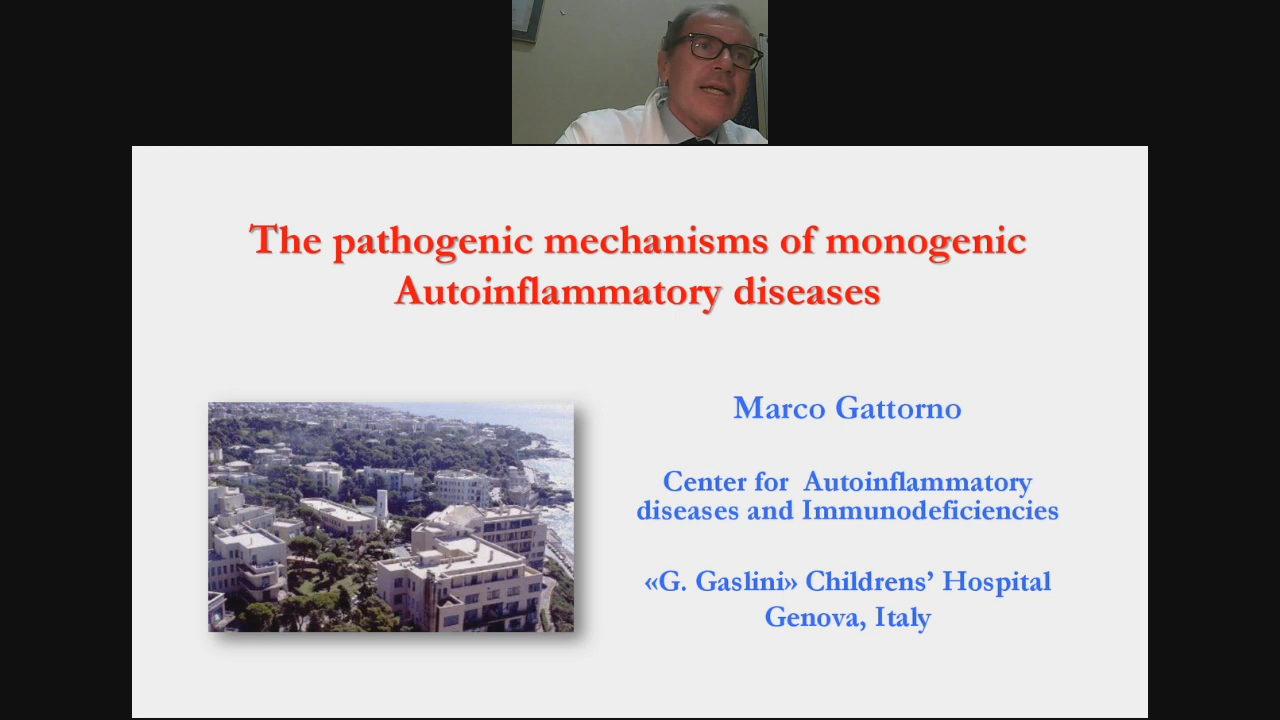 The pathogenic mechanisms of monogenic
Autoinflammatory diseases
Marco Gattorno
Center for Autoinflammatory
diseases and Immunodeficiencies
«G. Gaslini» Childrens’ Hospital
Genova, Italy